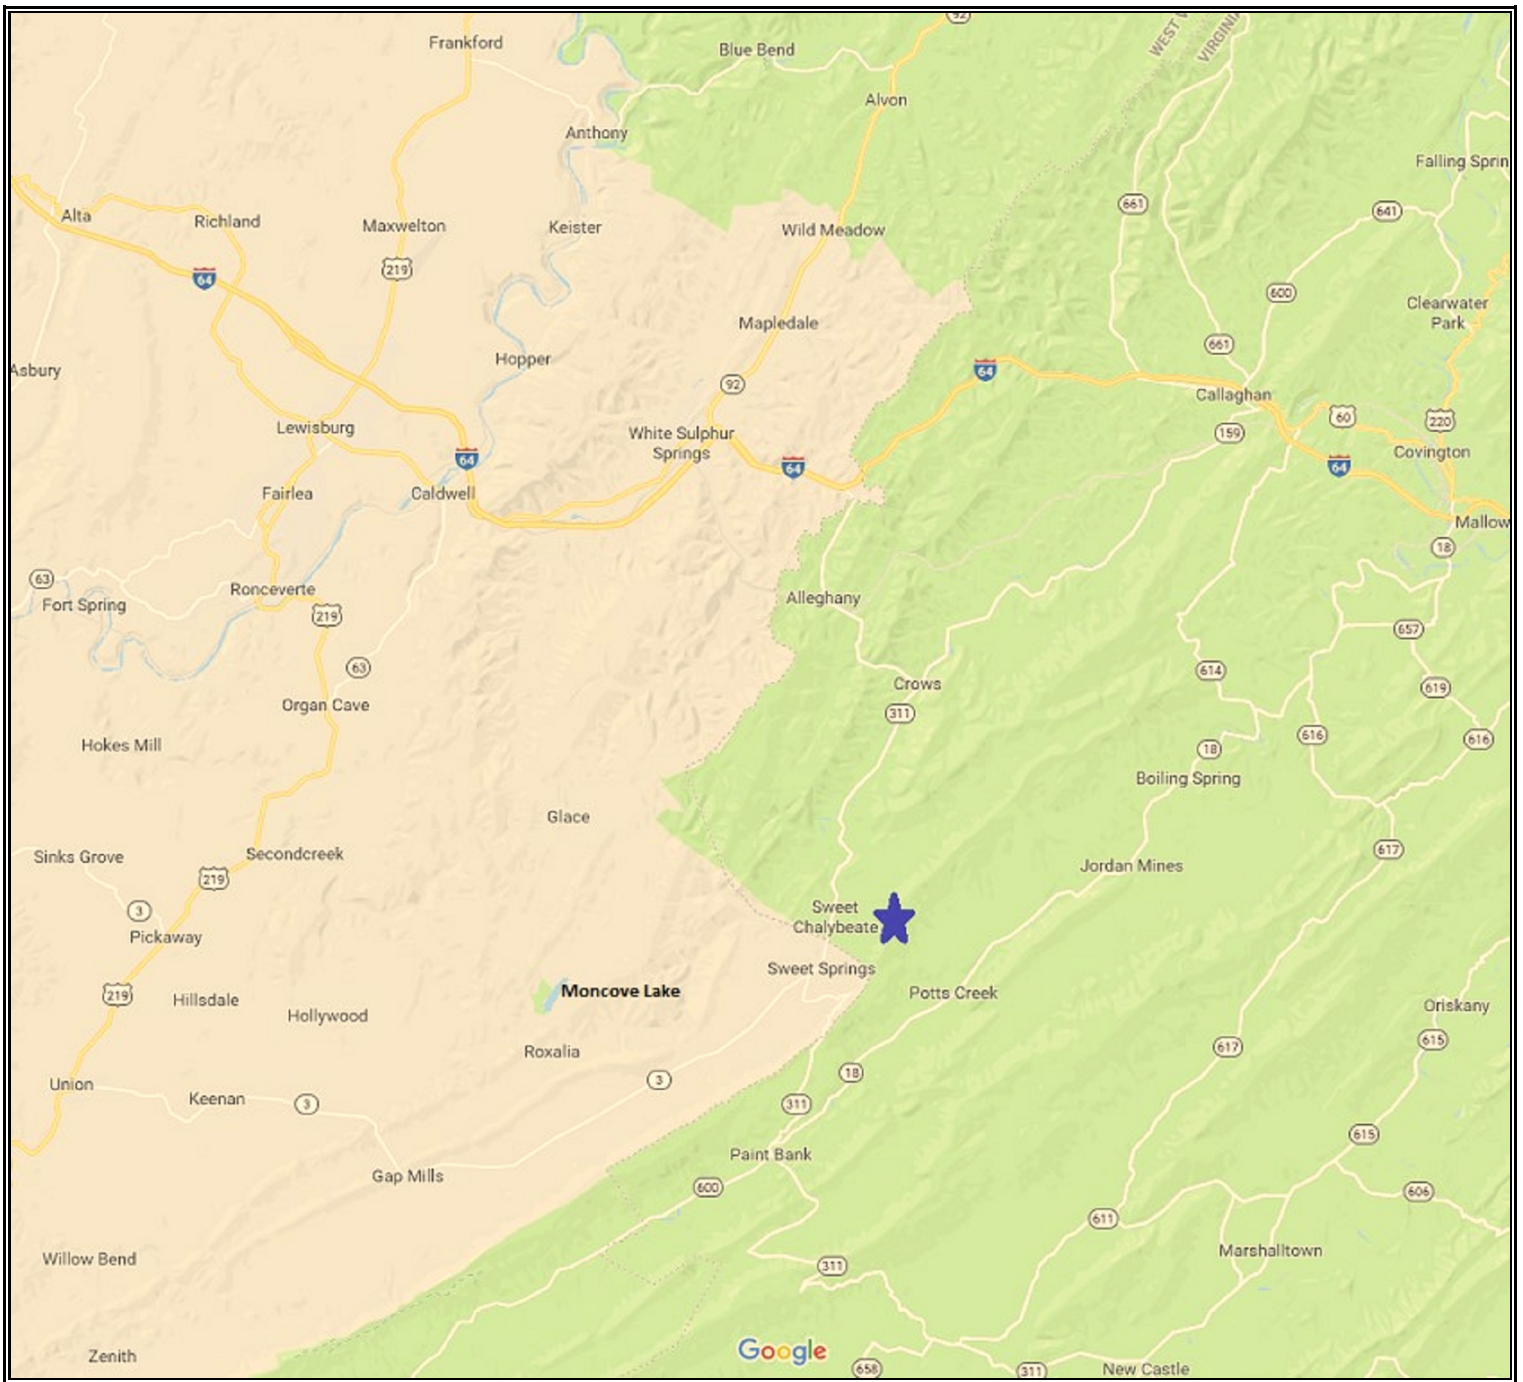 92
Frankford
Blue Bend
WEST V
VIRGINIA
Alvon
Anthony
Falling Sprin
661
641
Alta
Richland
Maxwelton
Keister
Wild Meadow
219
64
600
Clearwater
Park
Mapledale
661
Hopper
64
Asbury
92
Callaghan
60
220
Lewisburg
White Sulphur
Springs
159
Covington
64
64
64
Fairlea
Caldwell
Mallow
18
63
Fort Spring
Ronceverte
Alleghany
219
657
63
614
Crows
619
Organ Cave
311
Hokes Mill
616
616
18
Boiling Spring
Glace
Sinks Grove
Secondcreek
617
Jordan Mines
219
3
Pickaway
Sweet
Chalybeate
Sweet Springs
219
Hillsdale
Moncove Lake
Potts Creek
Hollywood
Oriskany
615
Roxalia
617
Union
3
18
Keenan
3
311
615
Paint Bank
Gap Mills
600
606
611
Willow Bend
Marshalltown
311
Zenith
Google
658
311
New Castle